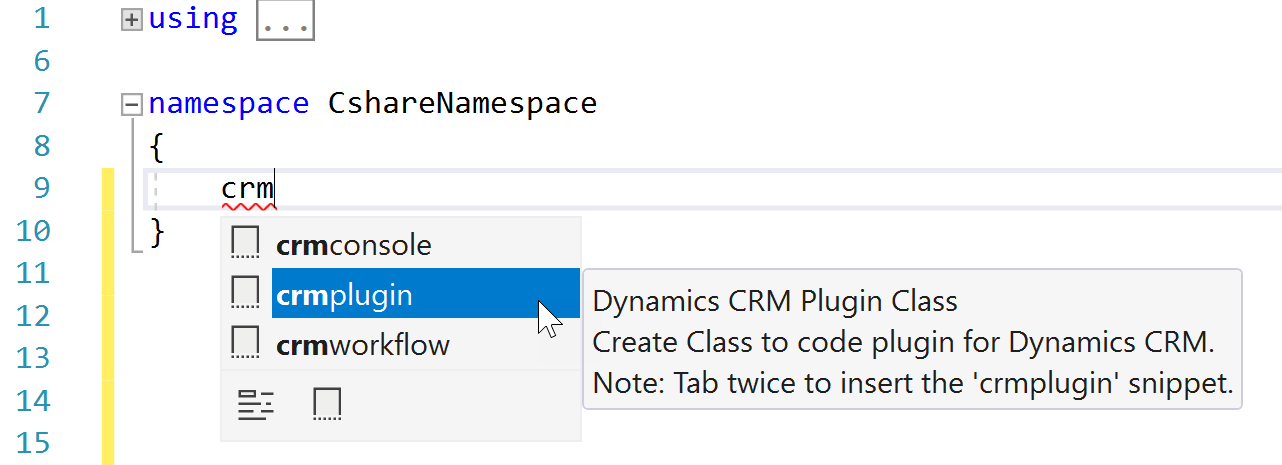 1 using ...
6
7 namespace CshareNamespace
8 {
9 crm
10 }
crmconsole
11
crmplugin
Dynamics CRM Plugin Class
12
Create Class to code plugin for Dynamics CRM.
13
crmworkflow
Note: Tab twice to insert the 'crmplugin' snippet.
14
15